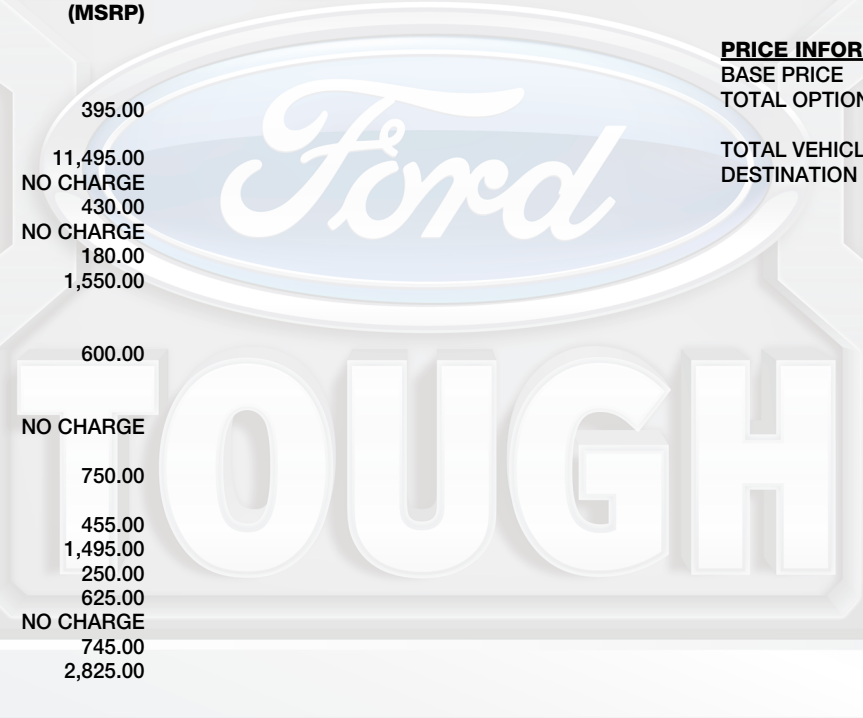 (MSRP)
395.00
11,495.00
NO CHARGE
430.00
NO CHARGE
180.00
1,550.00
600.00
NO CHARGE
750.00
455.00
1,495.00
250.00
625.00
NO CHARGE
745.00
2,825.00
PRICE INFOR
BASE PRICE
TOTAL OPTION
TOTAL VEHICL
DESTINATION
Ford
TOUGH